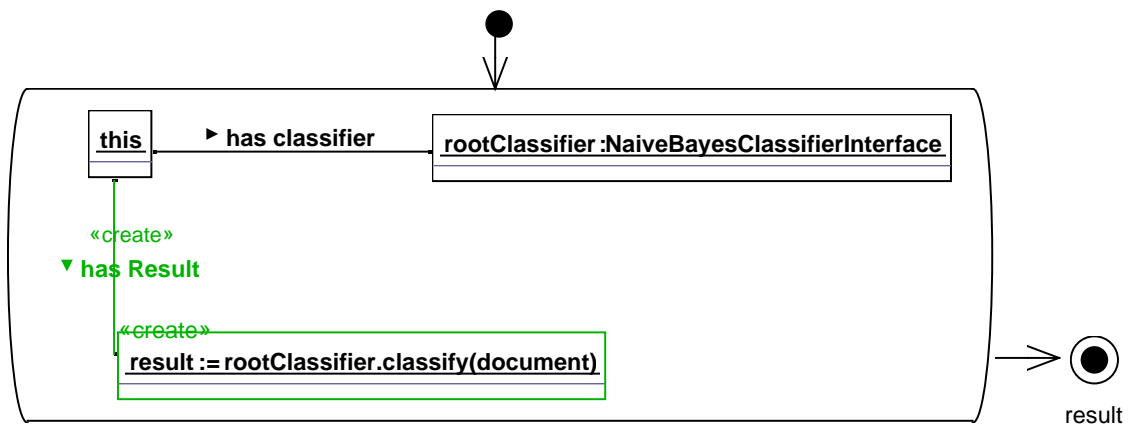 this
► has classifier
rootClassifier :NaiveBayesClassifierInterface
«create»
▼ has Result
«create»
result := rootClassifier.classify(document)
result